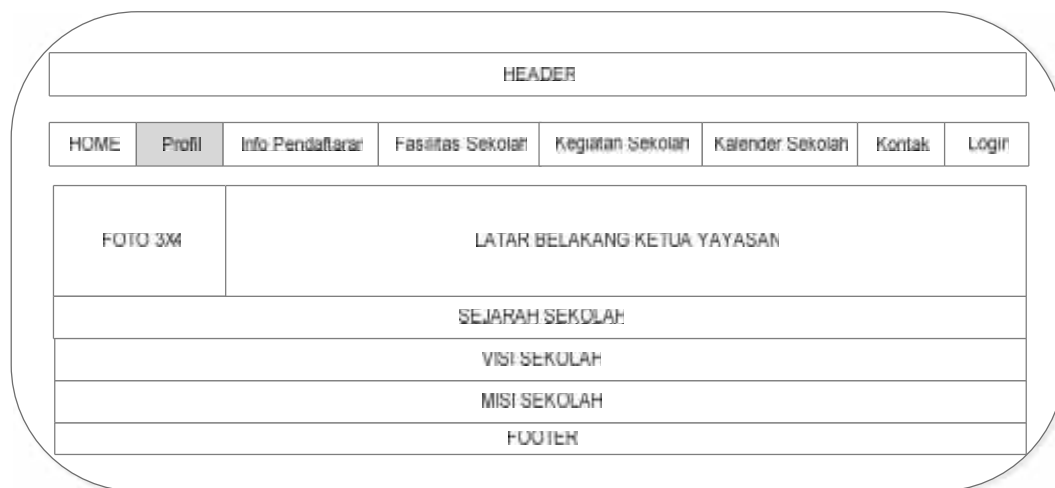 HEADER
HOME Profil Info Pendaftaran Fasilitas Sekolah Kegiatan Sekolah Kalender Sekolah Kontak Login
FOTO 3X4 LATAR BELAKANG KETUA YAYASAN
SEJARAH SEKOLAH
VISI SEKOLAH
MISI SEKOLAH
FOOTER